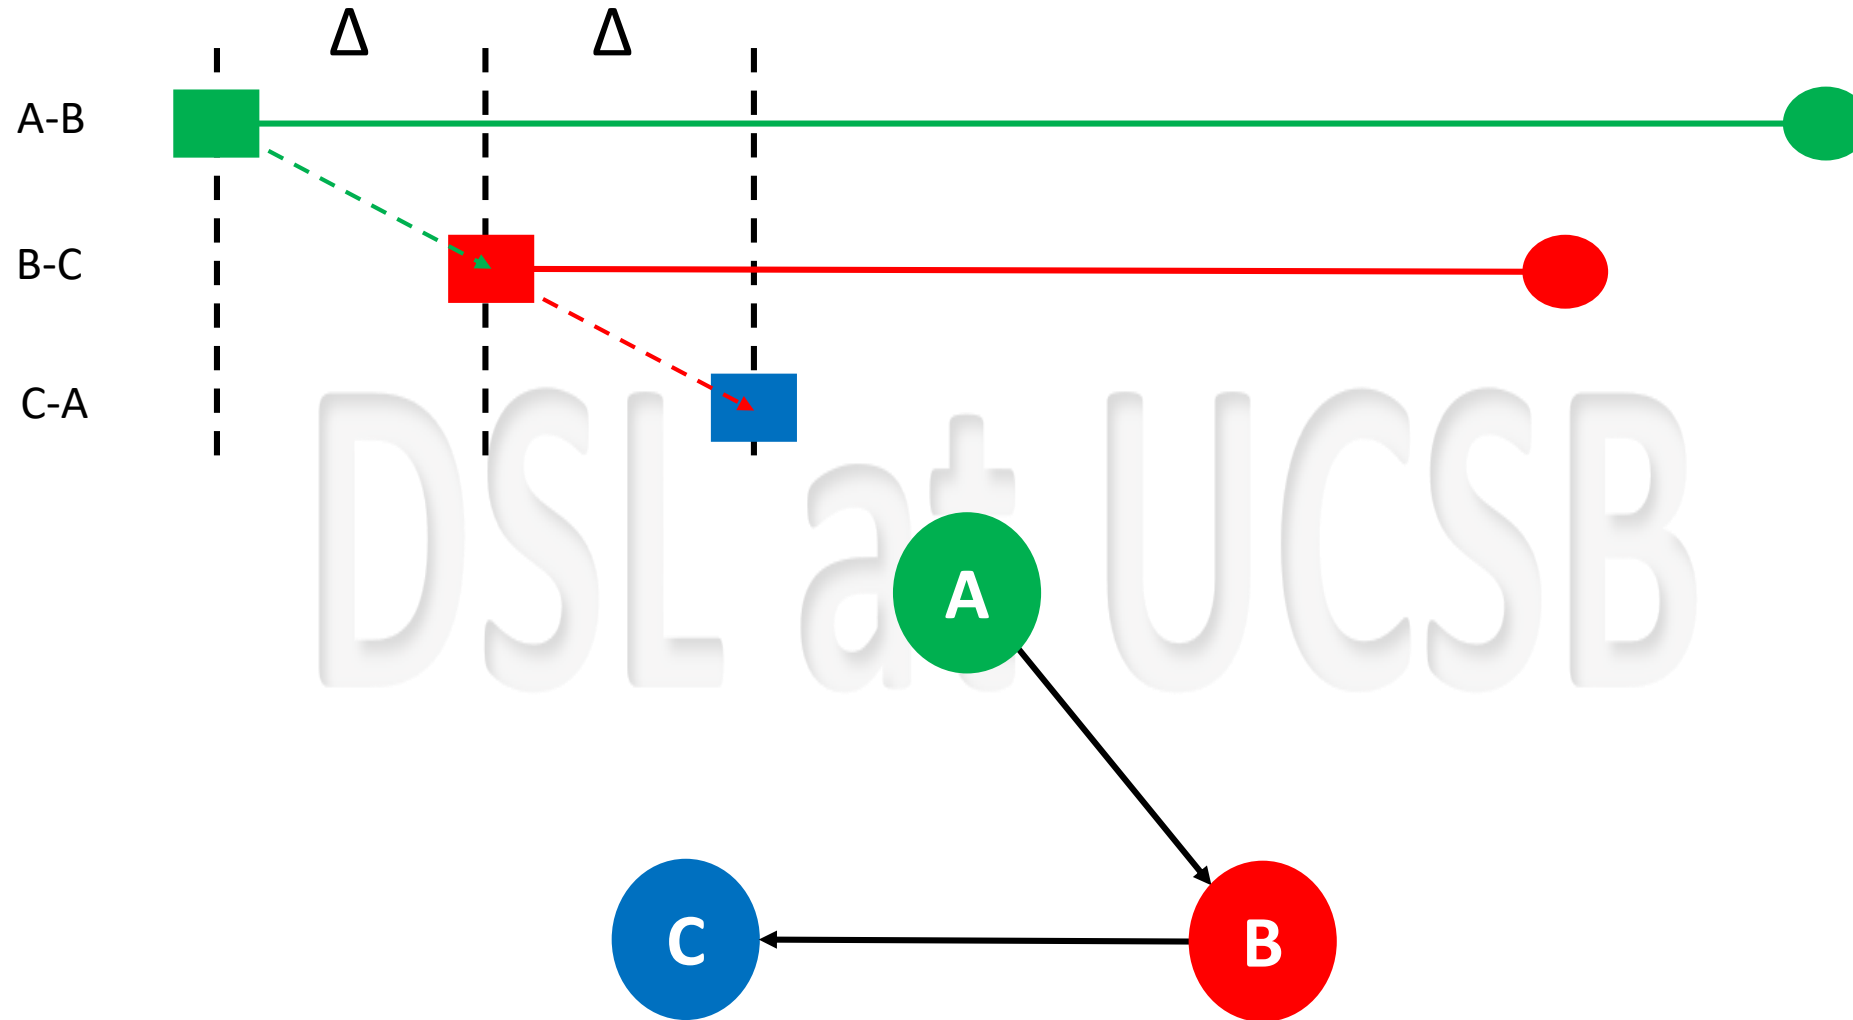 Δ Δ
A-B
B-C
C-A
DSL at UCSB
A
C B